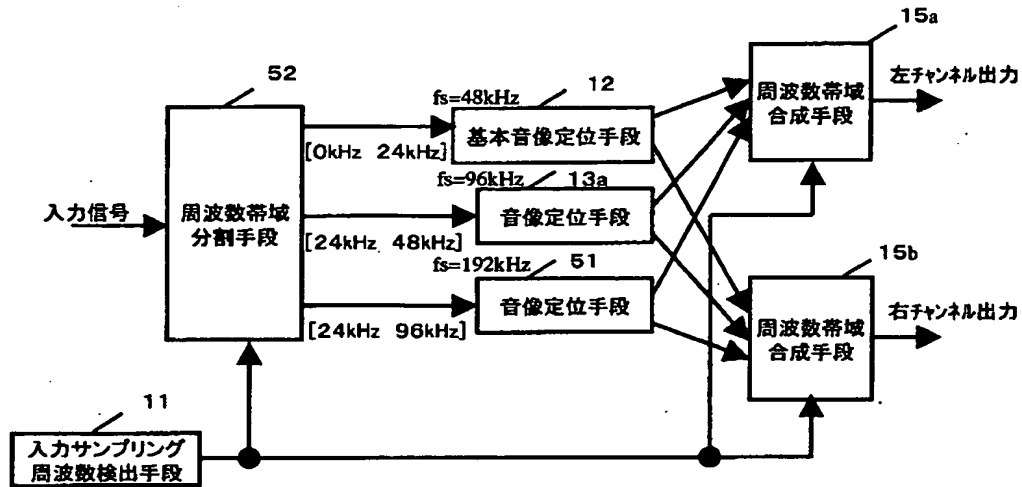 15a
52
fs=48kHz
12
周波数帯域
合成手段
左チャンネル出力
基本音像定位手段
[0kHz 24kHz]
fs=96kHz
13a
入力信号
周波数帯域
分割手段
音像定位手段
[24kHz 48kHz]
fs=192kHz
51
15b
音像定位手段
[24kHz 96kHz]
周波数帯域
合成手段
右チャンネル出力
11
入力サンプリング
周波数検出手段